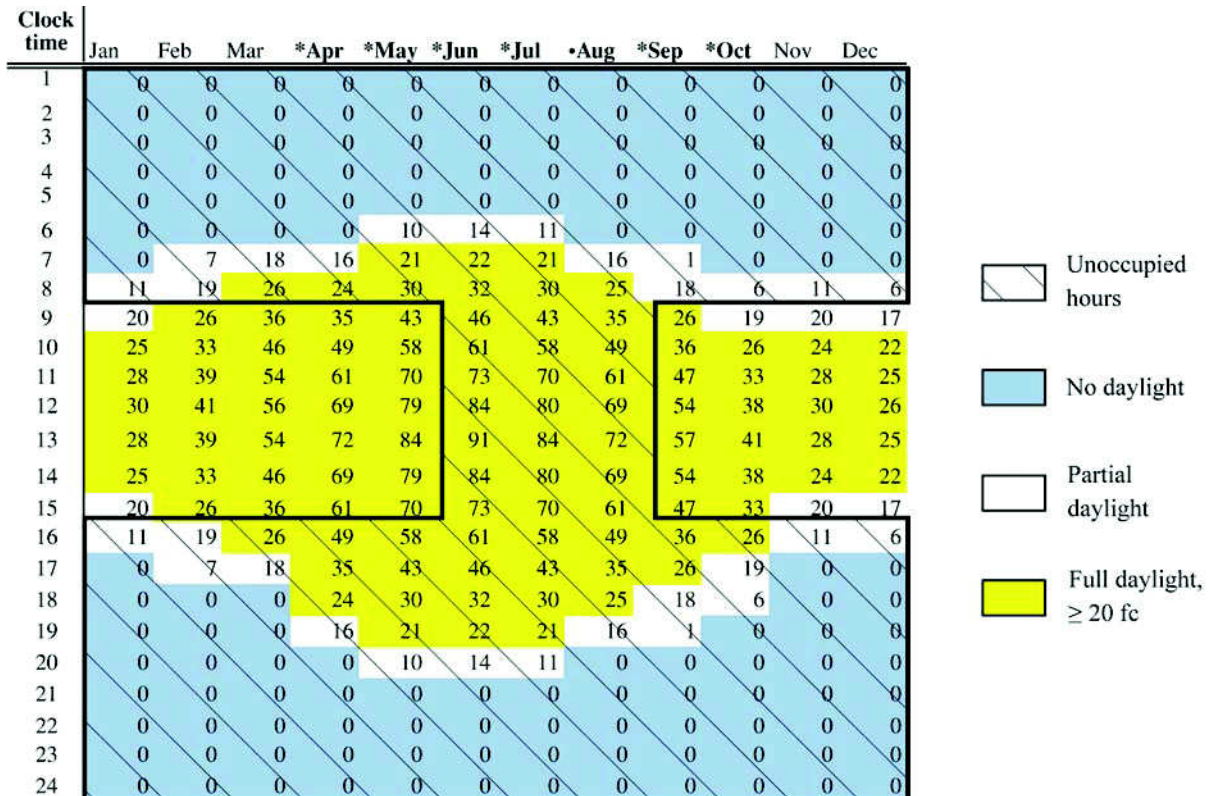 Clock
time Jan Feb Mar *Apr *May *Jun *Jul •Aug *Sep *Oct Nov Dec
1 0 0 0 0 0 0 0 0 0 0 0 0
2 0 0 0 0 0 0 0 0 0 0 0 0
3 0 0 0 0 0 0 0 0 0 0 0 0
4 0 0 0 0 0 0 0 0 0 0 0 0
5 0 0 0 0 0 0 0 0 0 0 0 0
6 0 0 0 0 10 14 11 0 0 0 0 0
7 0 7 18 16 21 22 21 16 1 0 0 0
8 11 19 26 24 30 32 30 25 18 6 11 6
9 20 26 36 35 43 46 43 35 26 19 20 17
10 25 33 46 49 58 61 58 49 36 26 24 22
11 28 39 54 61 70 73 70 61 47 33 28 25
12 30 41 56 69 79 84 80 69 54 38 30 26
13 28 39 54 72 84 91 84 72 57 41 28 25
14 25 33 46 69 79 84 80 69 54 38 24 22
15 20 26 36 61 70 73 70 61 47 33 20 17
16 11 19 26 49 58 61 58 49 36 26 11 6
17 0 7 18 35 43 46 43 35 26 19 0 0
18 0 0 0 24 30 32 30 25 18 6 0 0
19 0 0 0 16 21 22 21 16 1 0 0 0
20 0 0 0 0 10 14 11 0 0 0 0 0
21 0 0 0 0 0 0 0 0 0 0 0 0
22 0 0 0 0 0 0 0 0 0 0 0 0
23 0 0 0 0 0 0 0 0 0 0 0 0
24 0 0 0 0 0 0 0 0 0 0 0 0
Unoccupied
hours
No daylight
Partial
daylight
Full daylight,
≥ 20 fc